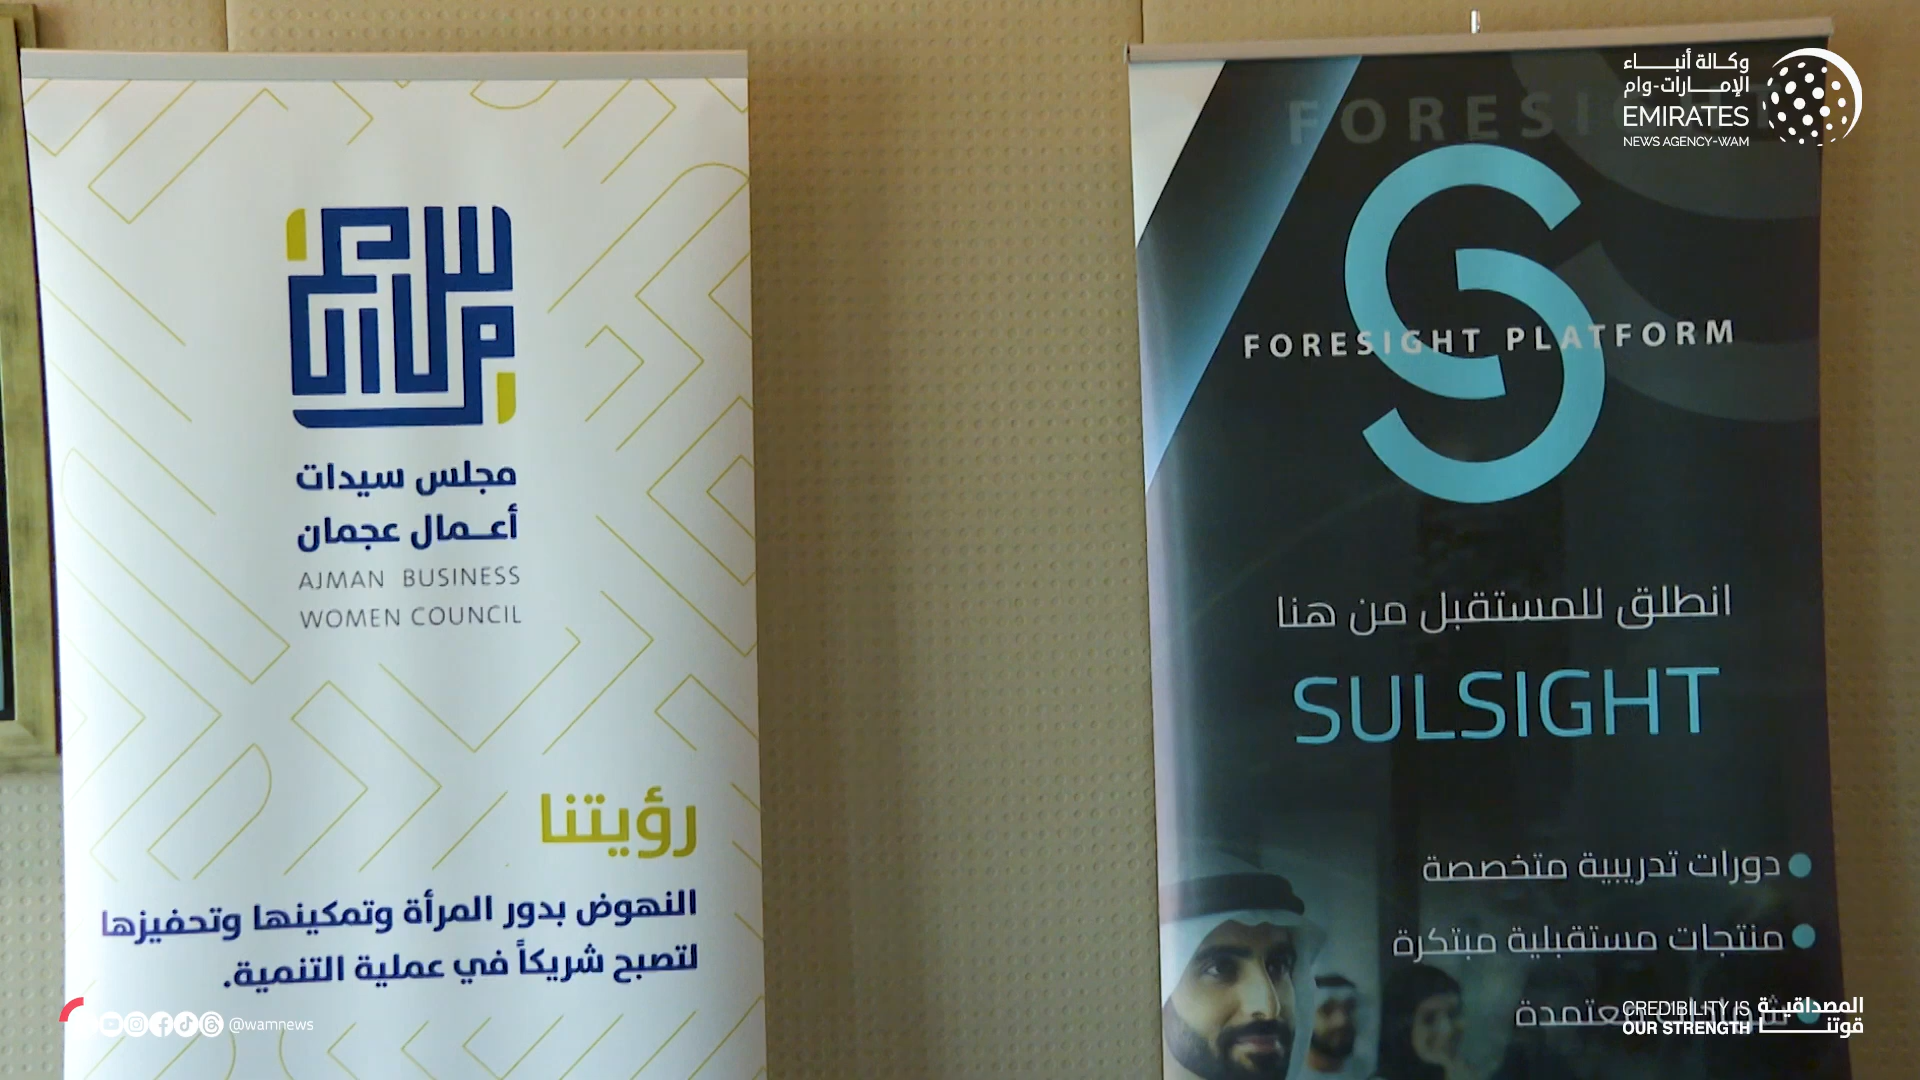 مجلس سيدات
أعـمال عجمان
AJMAN BUSINESS
WOMEN COUNCIL
رؤيتنا
النهوض بدور المرأة وتمكينها وتحفيزها
لتصبح شريكاً في عملية التنمية.
@wamnews
وكالة أنباء
الإمارات-وام
EMIRATES
NEWS AGENCY-WAM
FORESIGHT
FORESIGHT PLATFORM
انطلق للمستقبل من هنا
SULSIGHT
دورات تدريبية متخصصة
منتجات مستقبلية مبتكرة
معتمدة
CREDIBILITY IS
OUR STRENGTH
المصداقية
قوتنا